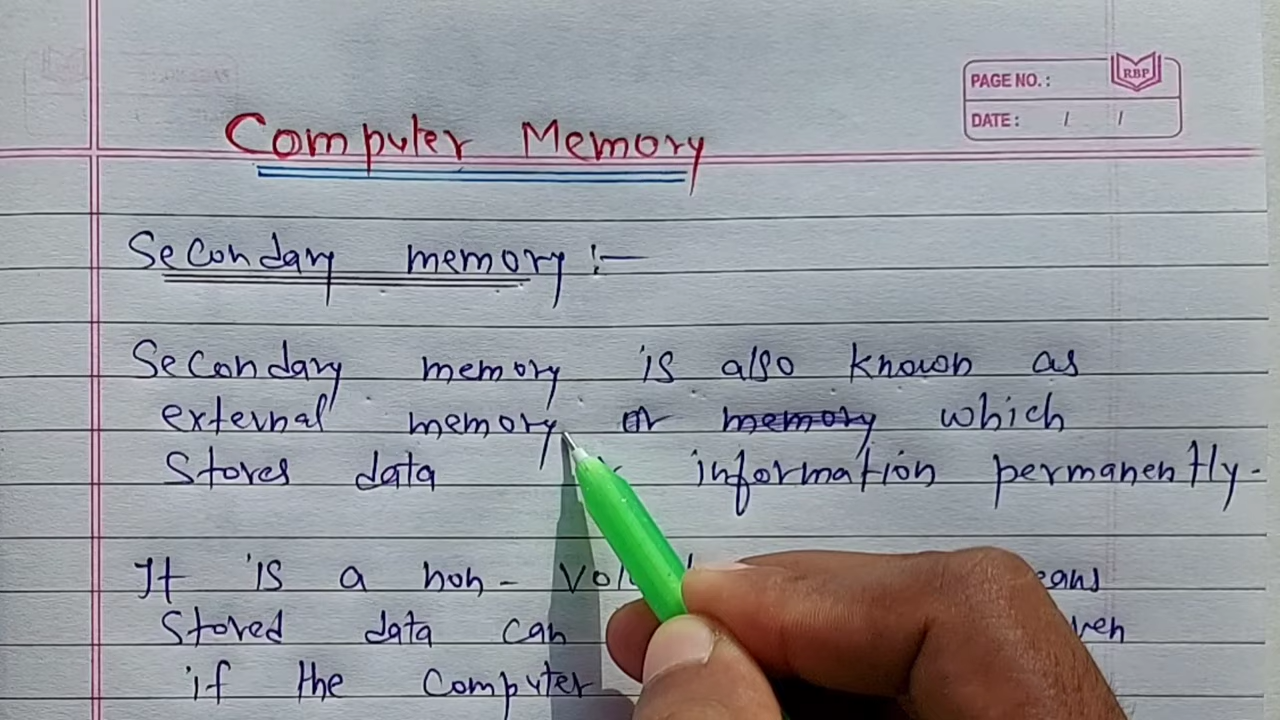 PAGE NO. :
RBP
DATE : / /
Computer Memory
Secondary memory :-
Secondary memory is also known as
external memory or memory which
Stores data information permanently.
It is a non-
Stored data can
if the Computer